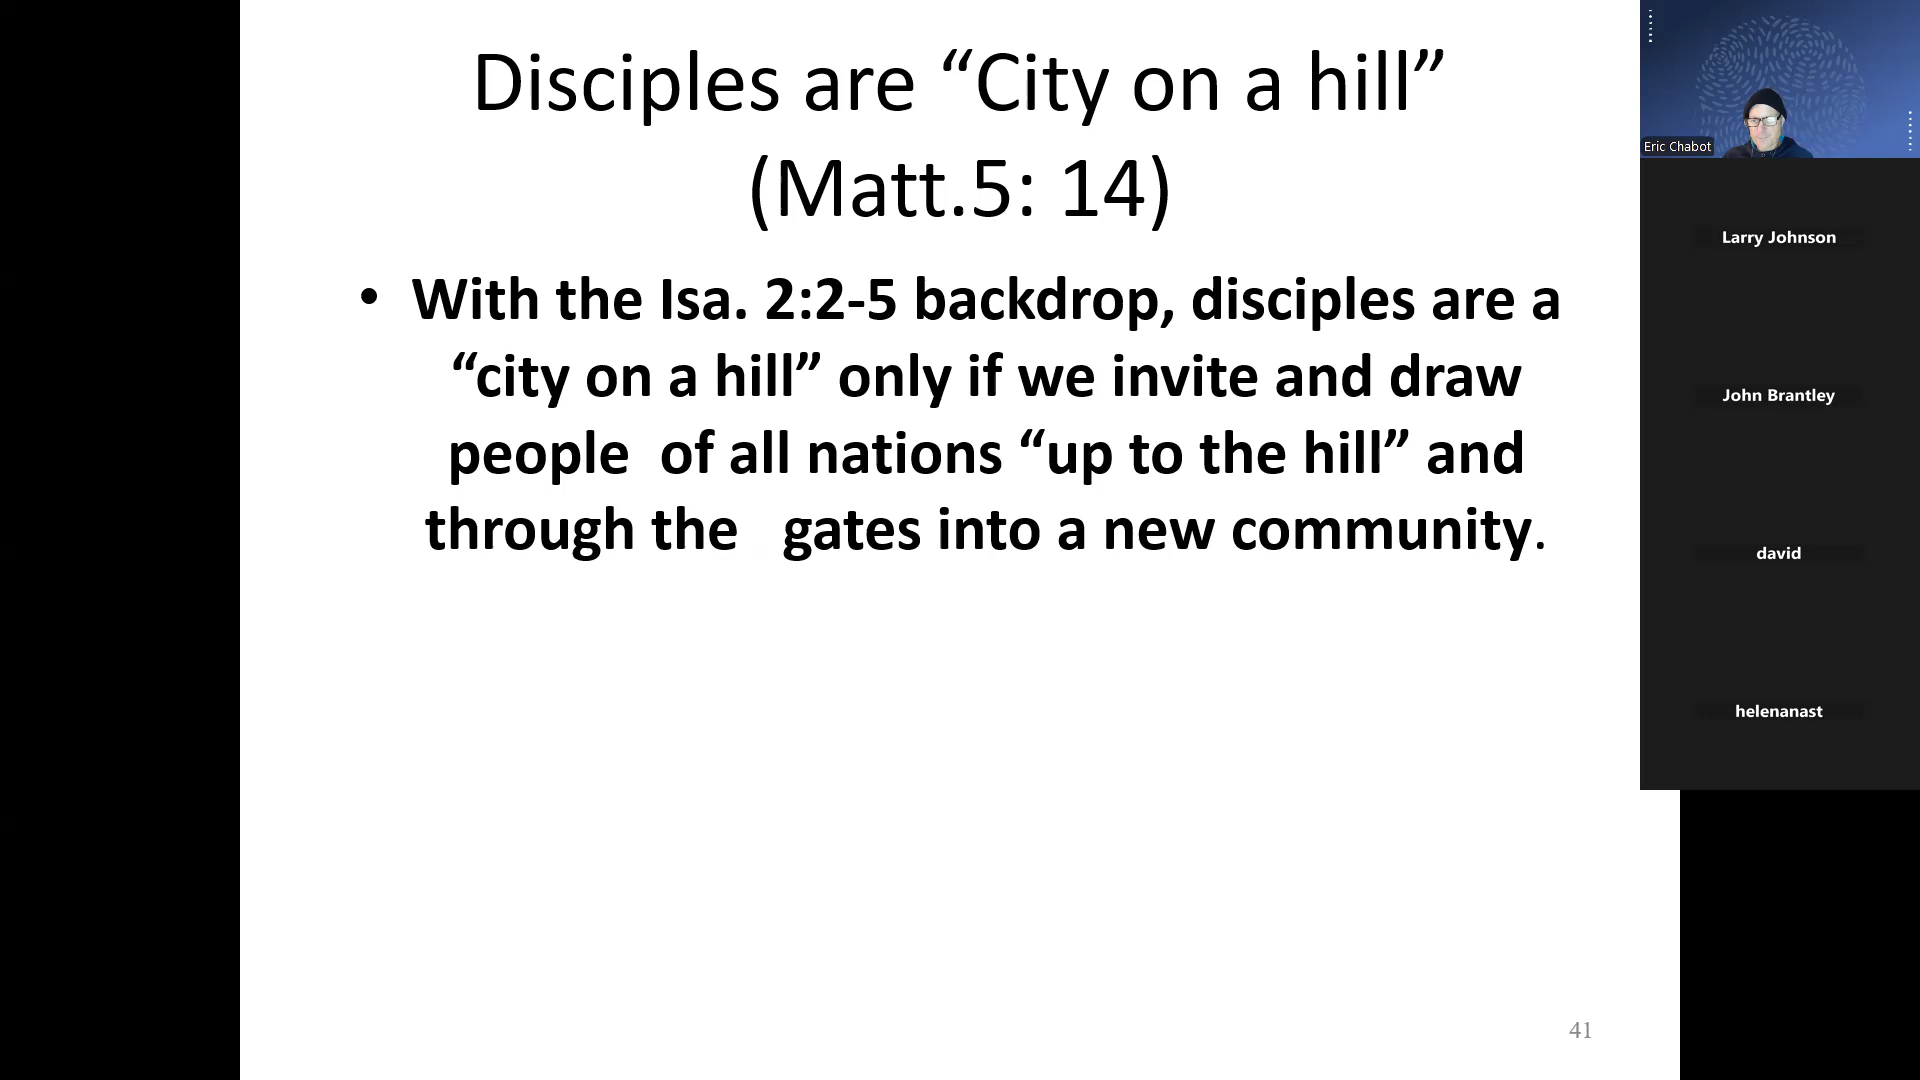 Disciples are “City on a hill”
(Matt.5: 14)
• With the Isa. 2:2-5 backdrop, disciples are a
“city on a hill” only if we invite and draw
people  of all nations “up to the hill” and
through the   gates into a new community.
41
Eric Chabot
Larry Johnson
John Brantley
david
helenanast